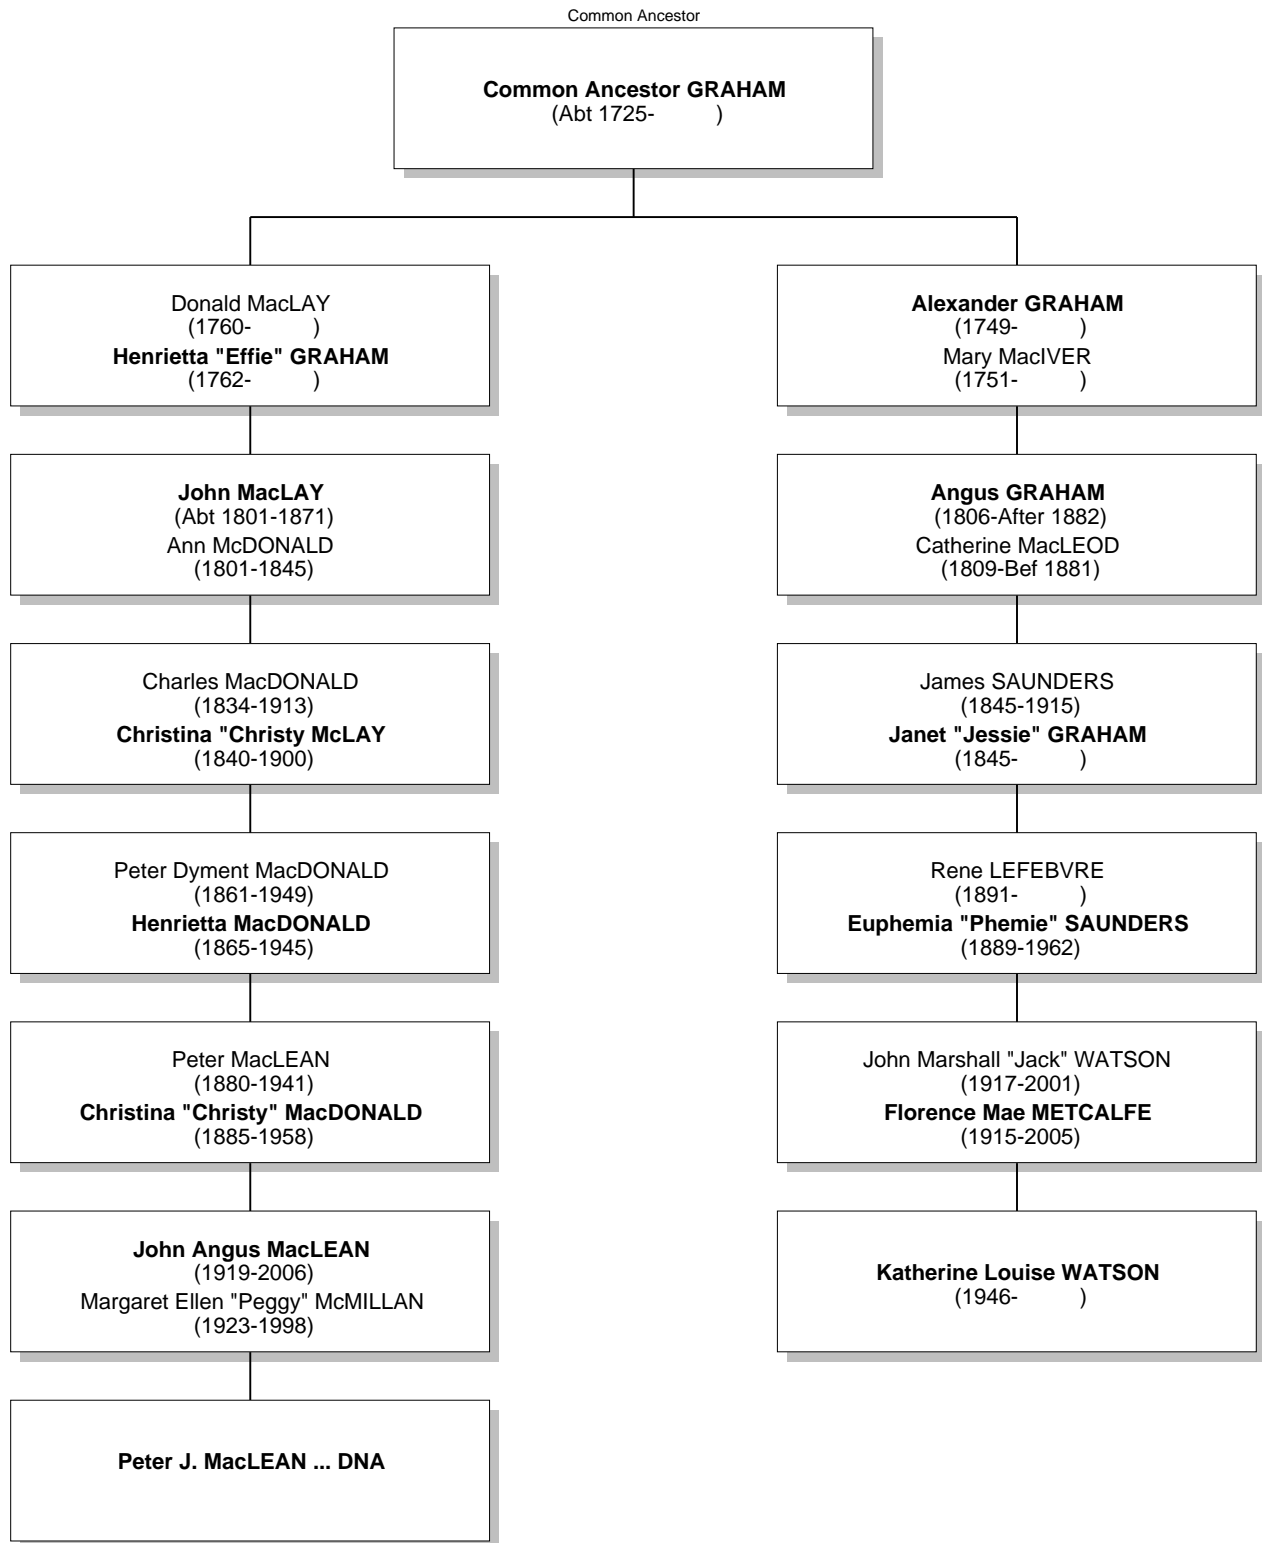 Common Ancestor
Common Ancestor GRAHAM
(Abt 1725- )
Donald MacLAY
(1760- )
Henrietta "Effie" GRAHAM
(1762- )
Alexander GRAHAM
(1749- )
Mary MacIVER
(1751- )
John MacLAY
(Abt 1801-1871)
Ann McDONALD
(1801-1845)
Angus GRAHAM
(1806-After 1882)
Catherine MacLEOD
(1809-Bef 1881)
Charles MacDONALD
(1834-1913)
Christina "Christy McLAY
(1840-1900)
James SAUNDERS
(1845-1915)
Janet "Jessie" GRAHAM
(1845- )
Peter Dyment MacDONALD
(1861-1949)
Henrietta MacDONALD
(1865-1945)
Rene LEFEBVRE
(1891- )
Euphemia "Phemie" SAUNDERS
(1889-1962)
Peter MacLEAN
(1880-1941)
Christina "Christy" MacDONALD
(1885-1958)
John Marshall "Jack" WATSON
(1917-2001)
Florence Mae METCALFE
(1915-2005)
John Angus MacLEAN
(1919-2006)
Margaret Ellen "Peggy" McMILLAN
(1923-1998)
Katherine Louise WATSON
(1946- )
Peter J. MacLEAN ... DNA